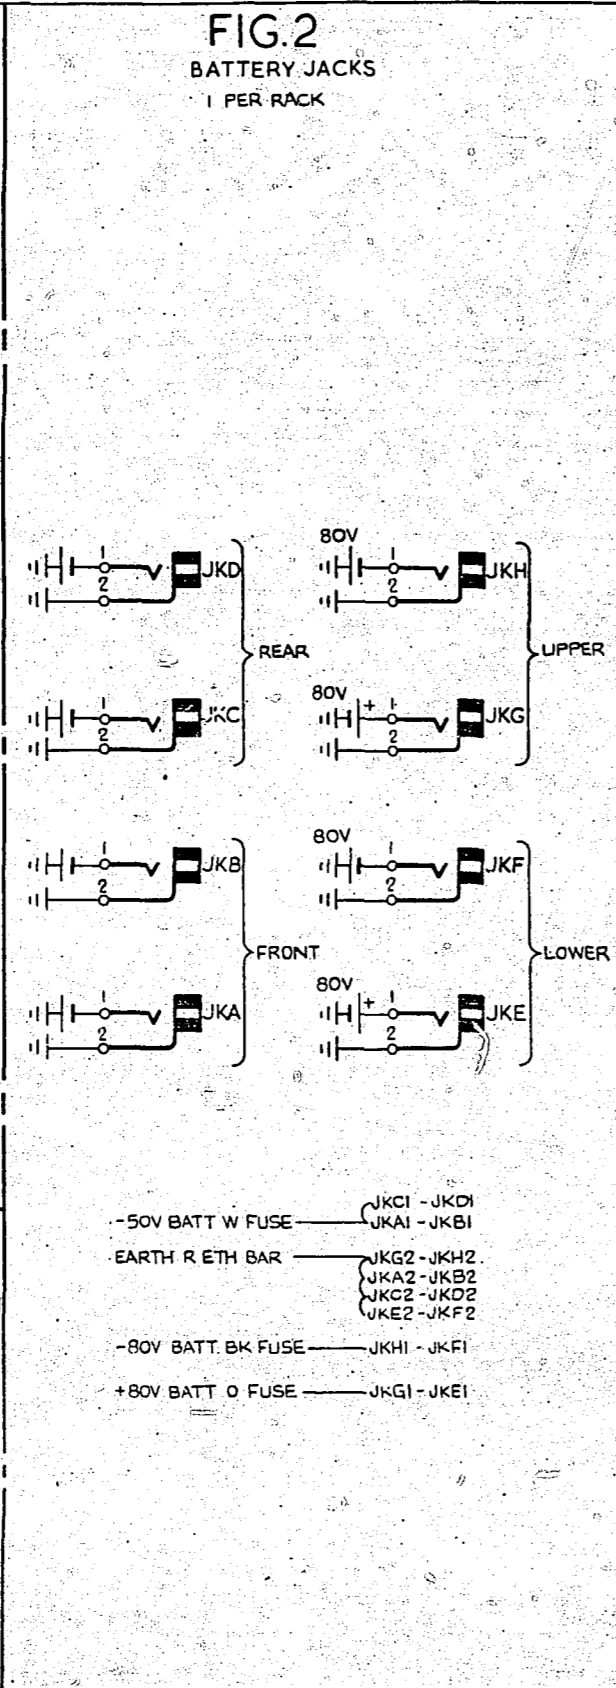 FIG.2
BATTERY JACKS
1 PER RACK
1
2
JKD
1
2
JKC
REAR
80V
1
2
JKH
80V
+
1
2
JKG
UPPER
1
2
JKB
1
2
JKA
FRONT
80V
1
2
JKF
80V
+
1
2
JKE
LOWER
-50V BATT W FUSE
JKC1 - JKD1
JKA1 - JKB1
EARTH R ETH BAR
JKG2 - JKH2
JKA2 - JKB2
JKC2 - JKD2
JKE2 - JKF2
-80V BATT. BK FUSE JKH1 - JKF1
+80V BATT O FUSE JKG1 - JKE1